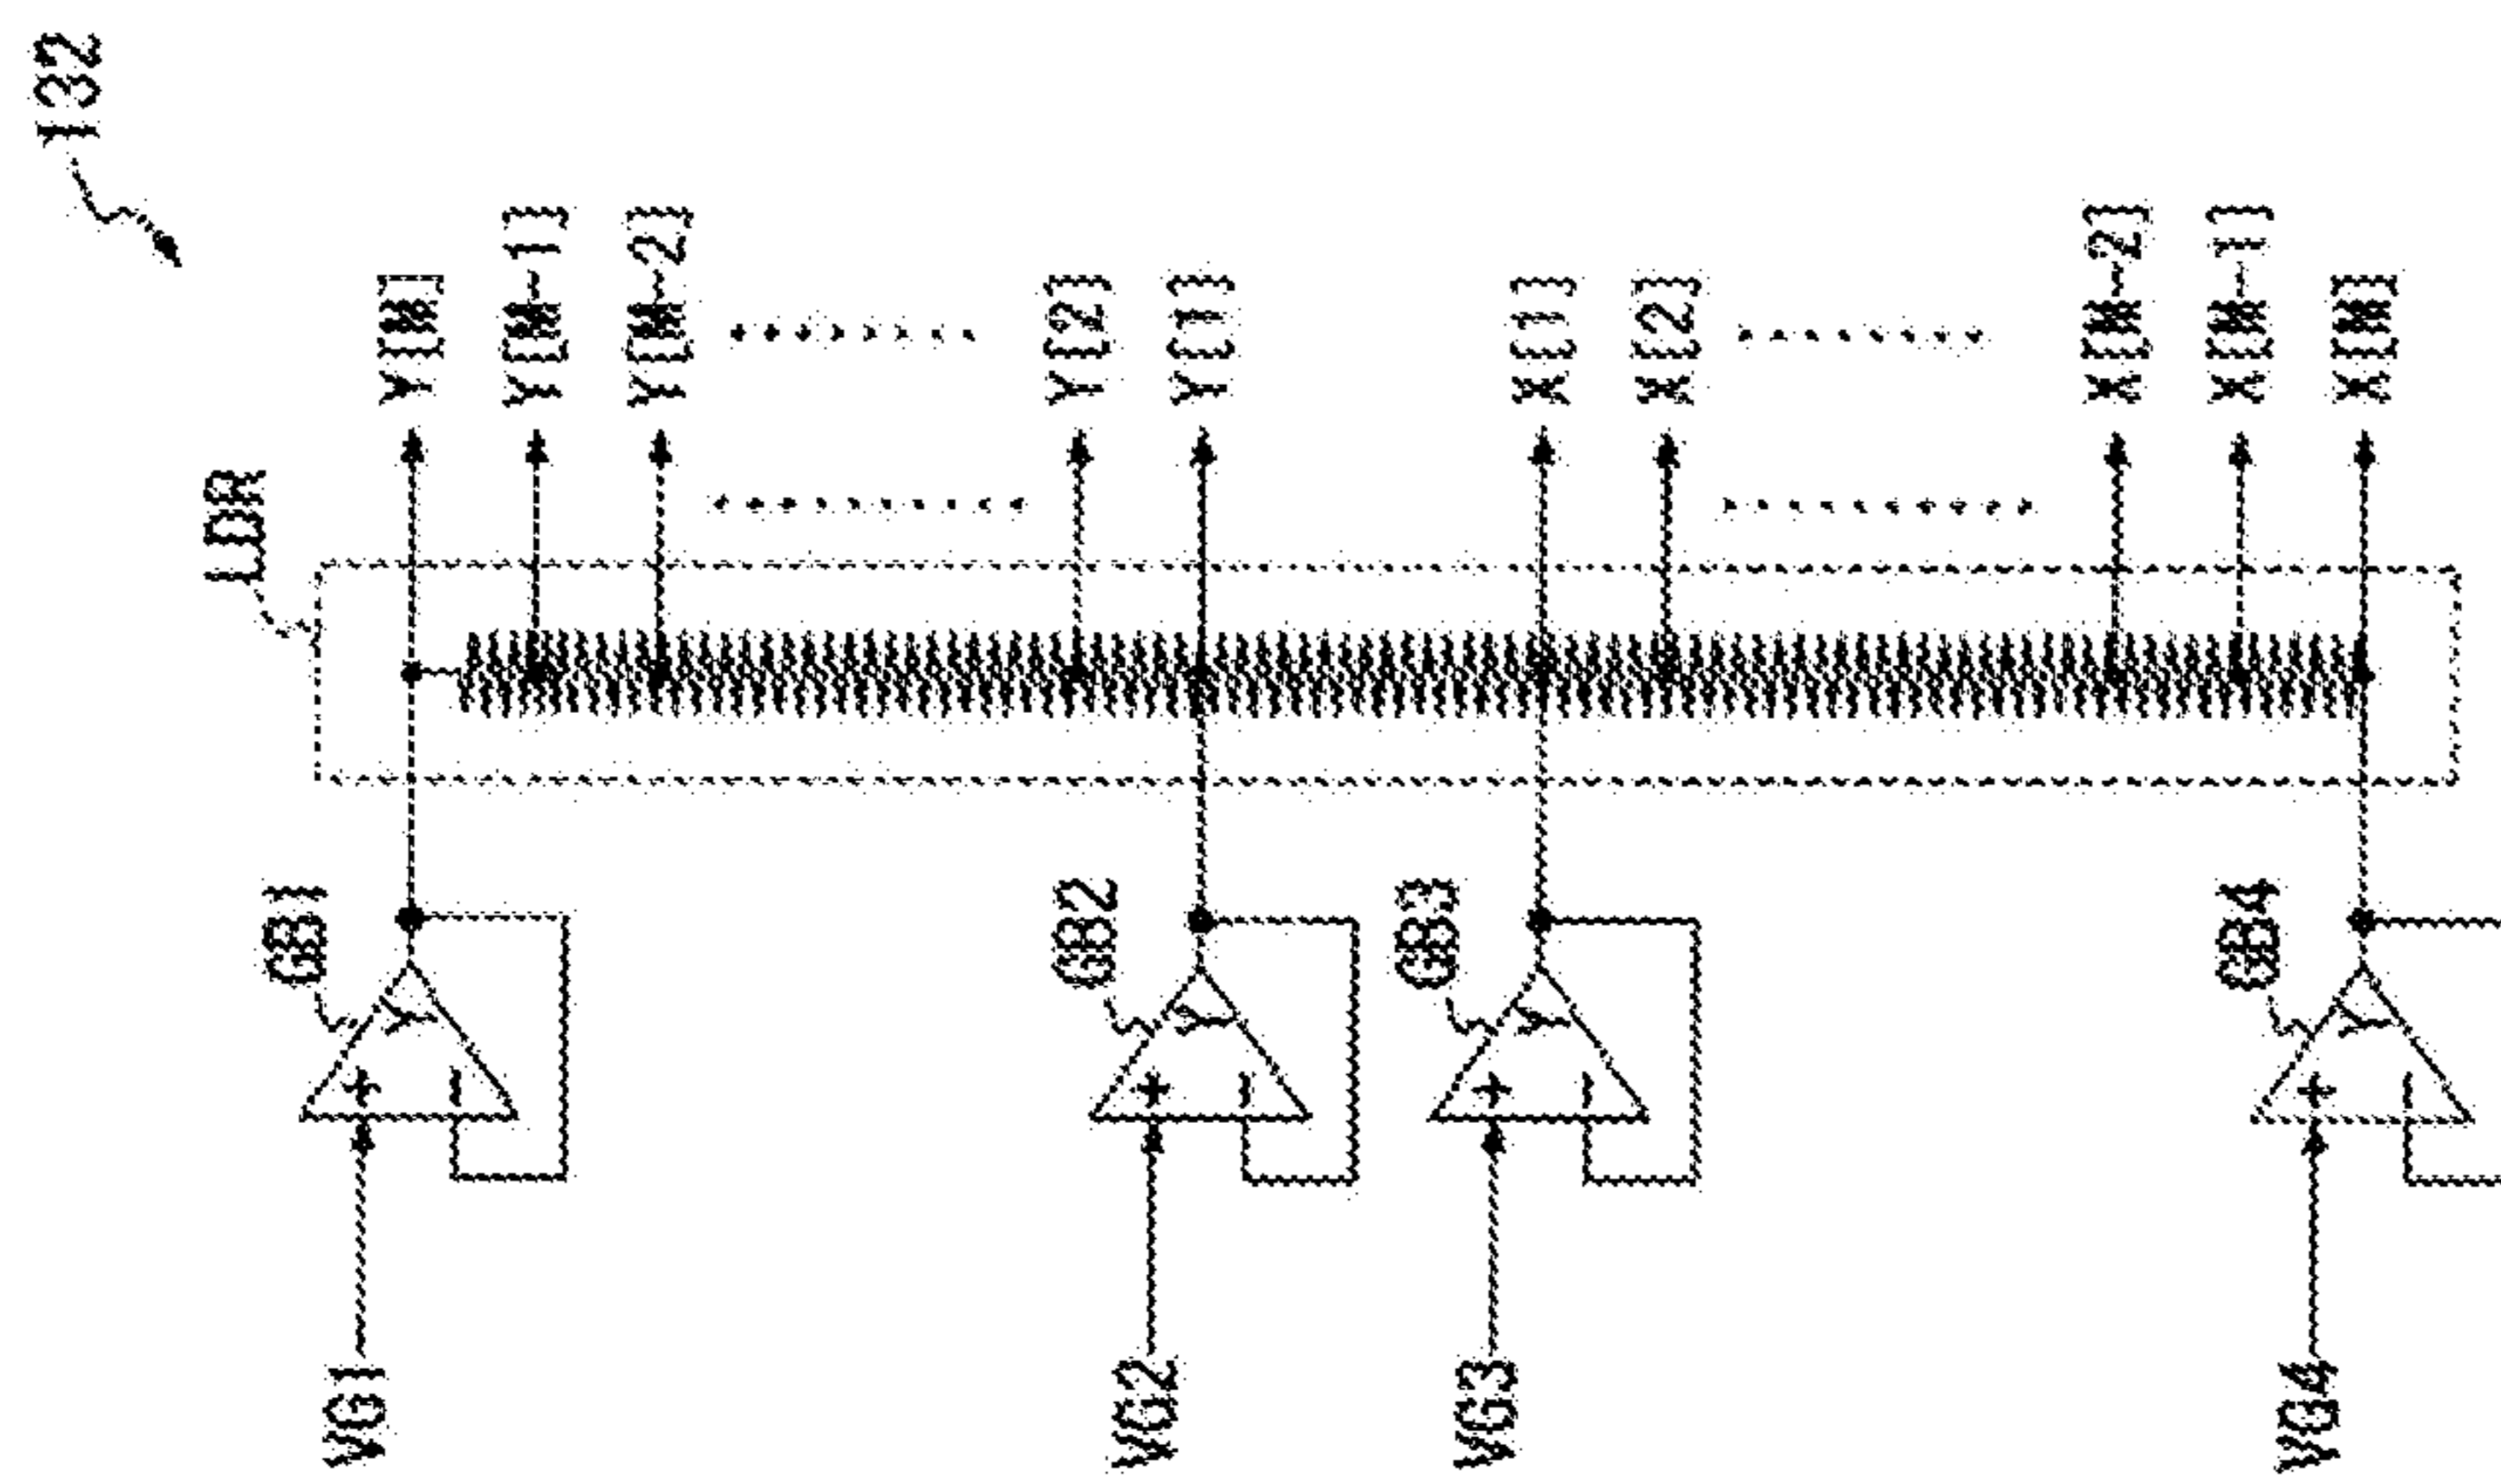 132
LDR
GB1
VG1
+
Y
Y[M]
-
Y[M-1]
Y[M-2]
Y[2]
GB2
VG2
+
Y
Y[1]
-
GB3
VG3
+
Y
X[1]
-
X[2]
X[M-2]
GB4
X[M-1]
VG4
+
Y
X[M]
-